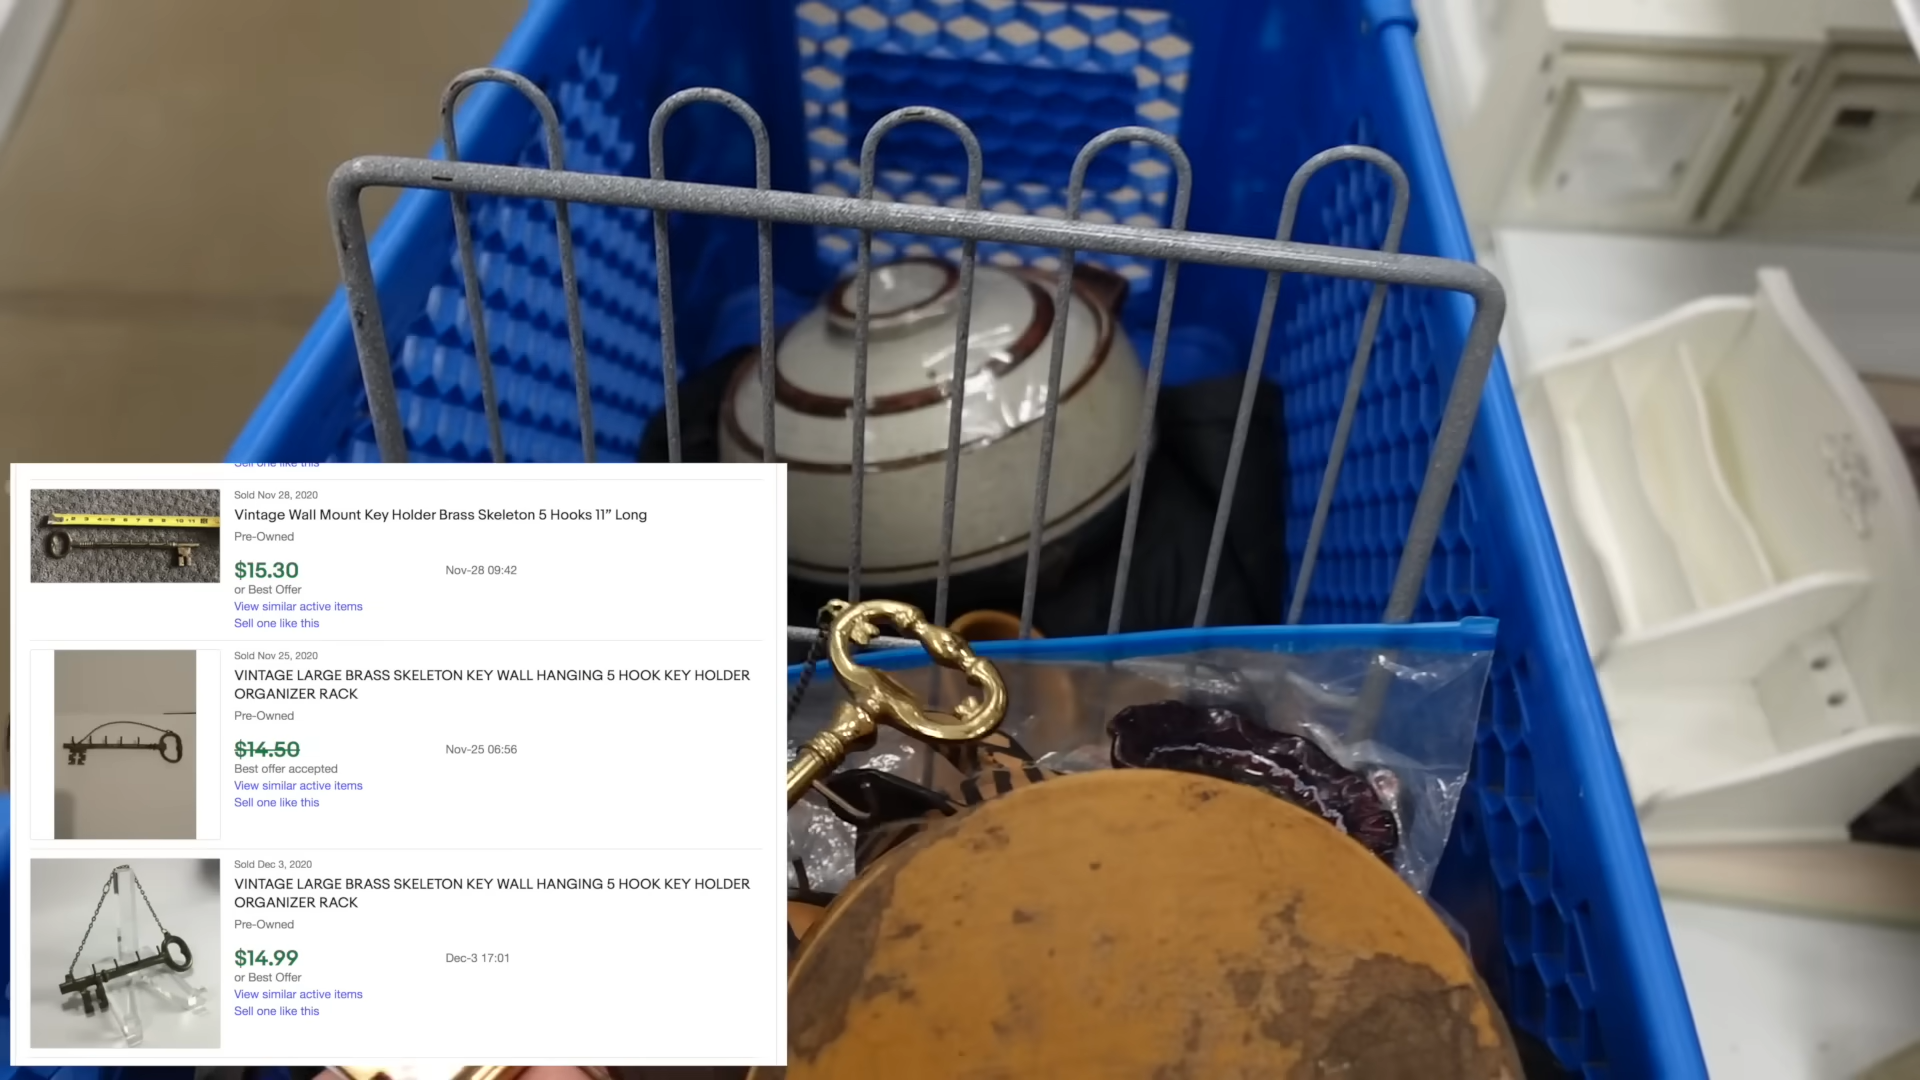 Sell one like this
Sold Nov 28, 2020
Vintage Wall Mount Key Holder Brass Skeleton 5 Hooks 11” Long
Pre-Owned
$15.30
Nov-28 09:42
or Best Offer
View similar active items
Sell one like this
Sold Nov 25, 2020
VINTAGE LARGE BRASS SKELETON KEY WALL HANGING 5 HOOK KEY HOLDER
ORGANIZER RACK
Pre-Owned
$14.50
Nov-25 06:56
Best offer accepted
View similar active items
Sell one like this
Sold Dec 3, 2020
VINTAGE LARGE BRASS SKELETON KEY WALL HANGING 5 HOOK KEY HOLDER
ORGANIZER RACK
Pre-Owned
$14.99
Dec-3 17:01
or Best Offer
View similar active items
Sell one like this